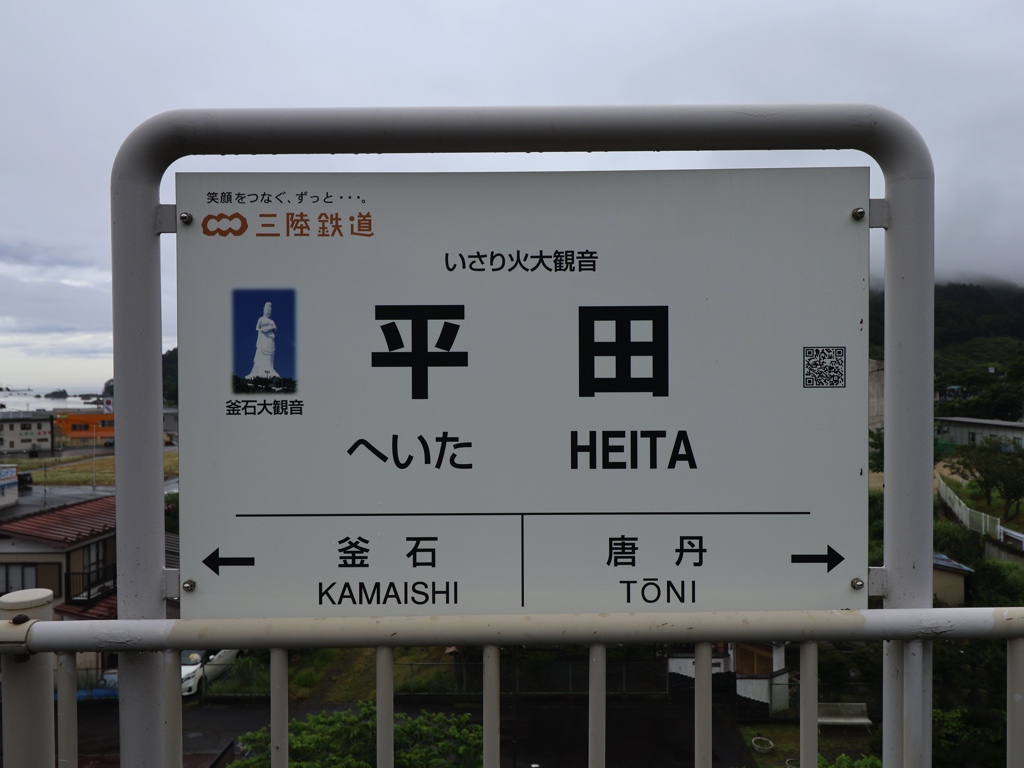 笑顔をつなぐ、ずっと・・・。
三陸鉄道
いさり火大観音
平田
釜石大観音
へいた HEITA
← 釜石 唐丹 →
KAMAISHI TŌNI